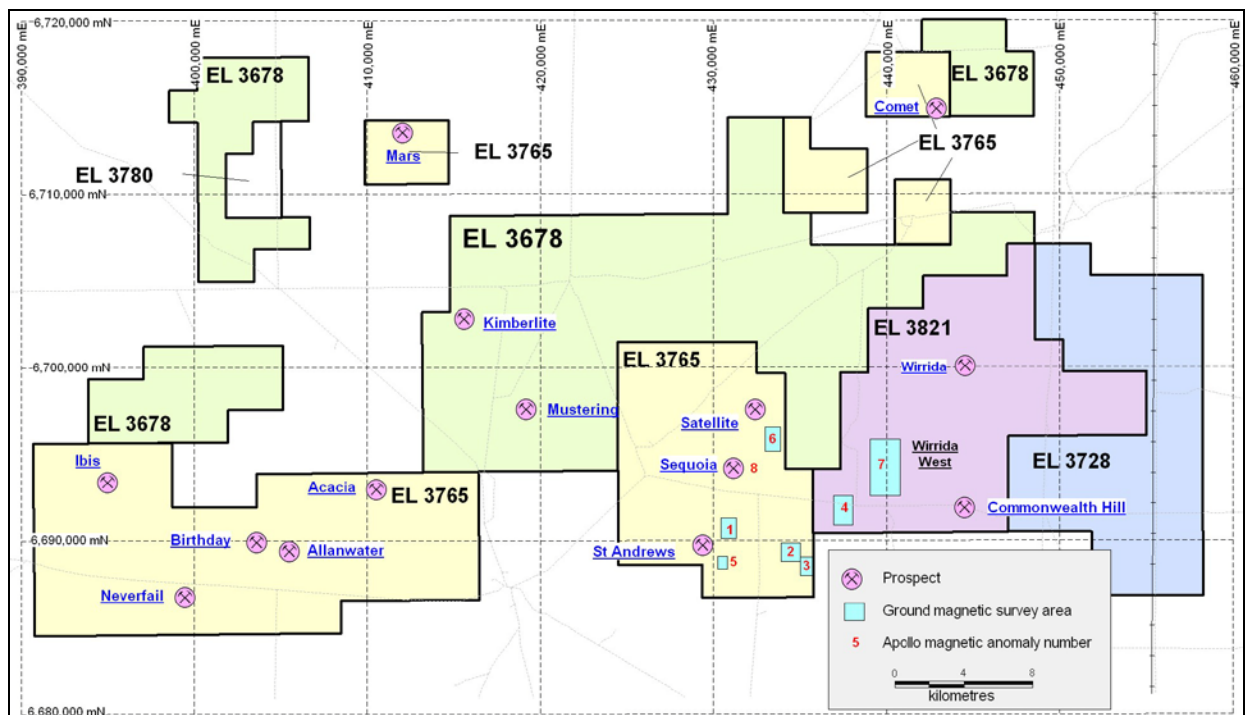 6,720,000 mE
390,000 mE
400,000 mE
410,000 mE
420,000 mE
430,000 mE
440,000 mE
450,000 mE
460,000 mE
EL 3678
EL 3678
Comet
EL 3765
Mars
EL 3765
EL 3780
6,710,000 mN
EL 3678
Kimberlite
EL 3821
6,700,000 mN
EL 3765
Wirrida
EL 3678
Mustering
Satellite
6
Wirrida
West
Ibis
Sequoia
8
7
EL 3728
Acacia
EL 3765
4
Commonwealth Hill
6,690,000 mN
Birthday
Allanwater
St Andrews
1
2
5
3
Neverfail
Prospect
Ground magnetic survey area
5
Apollo magnetic anomaly number
0
4
8
kilometres
6,680,000 mN